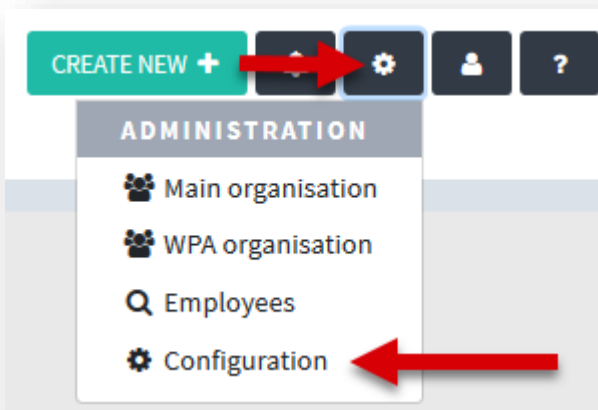 CREATE NEW + ?
ADMINISTRATION
Main organisation
WPA organisation
Employees
Configuration